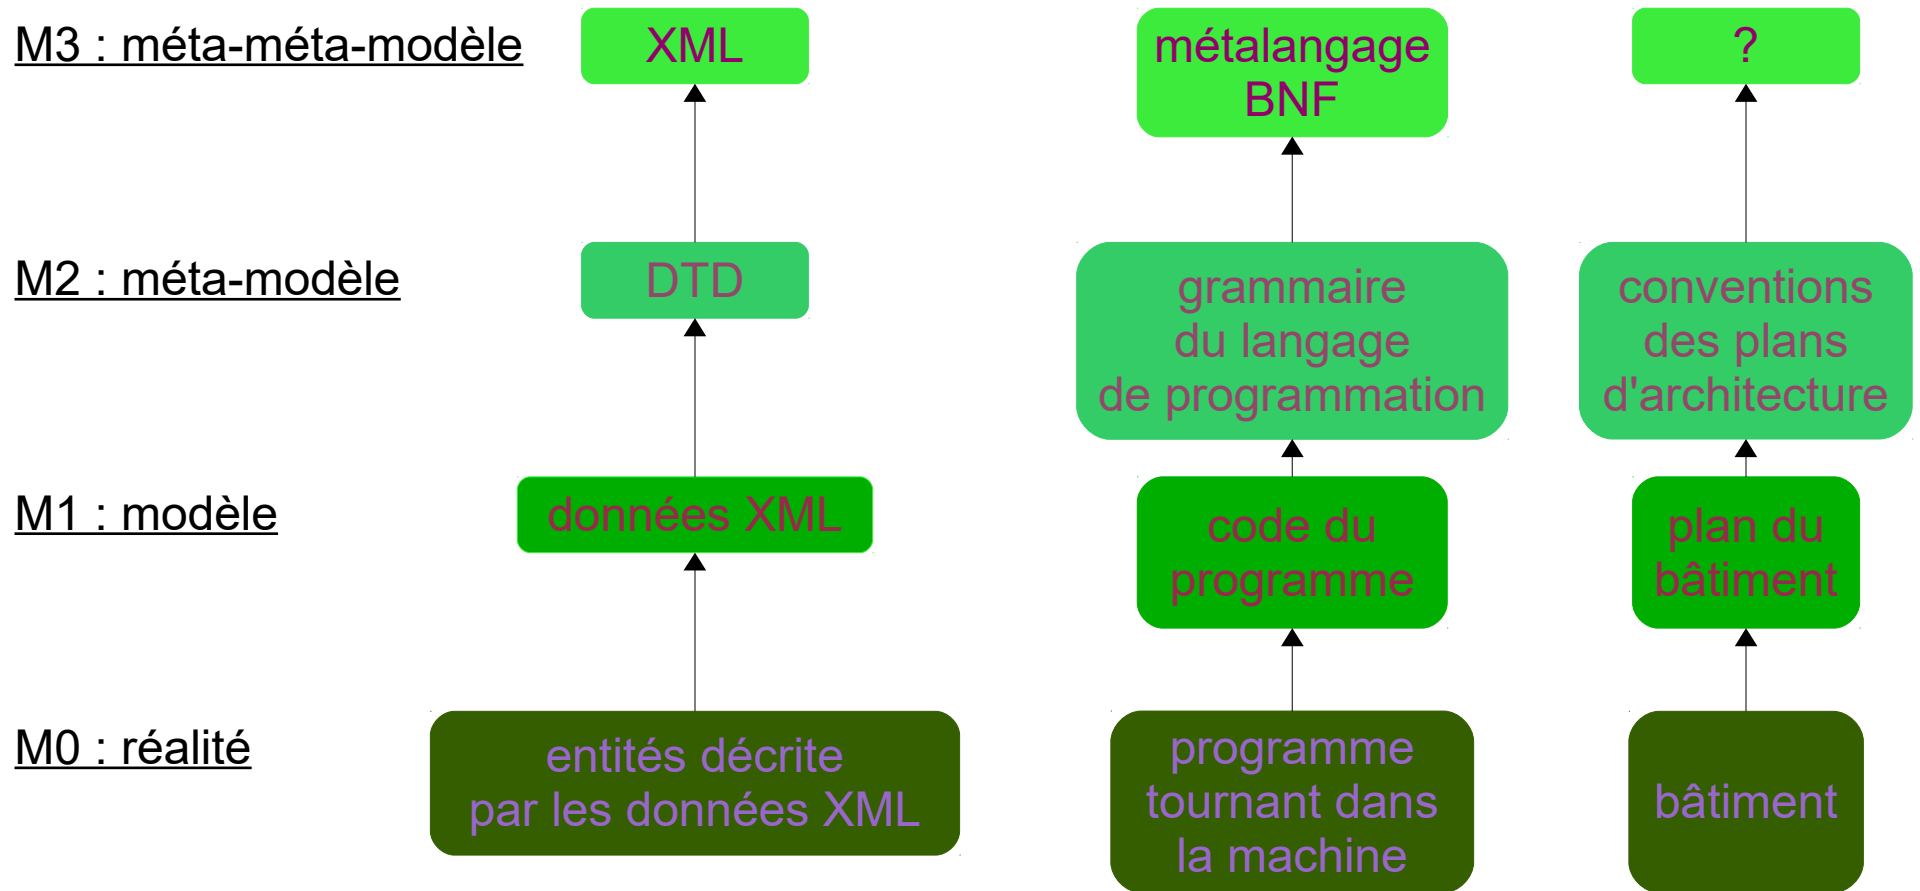 M3 : méta-méta-modèle
XML
métalangage
BNF
?
M2 : méta-modèle
DTD
grammaire
du langage
de programmation
conventions
des plans
d'architecture
M1 : modèle
données XML
code du
programme
plan du
bâtiment
M0 : réalité
entités décrite
par les données XML
programme
tournant dans
la machine
bâtiment